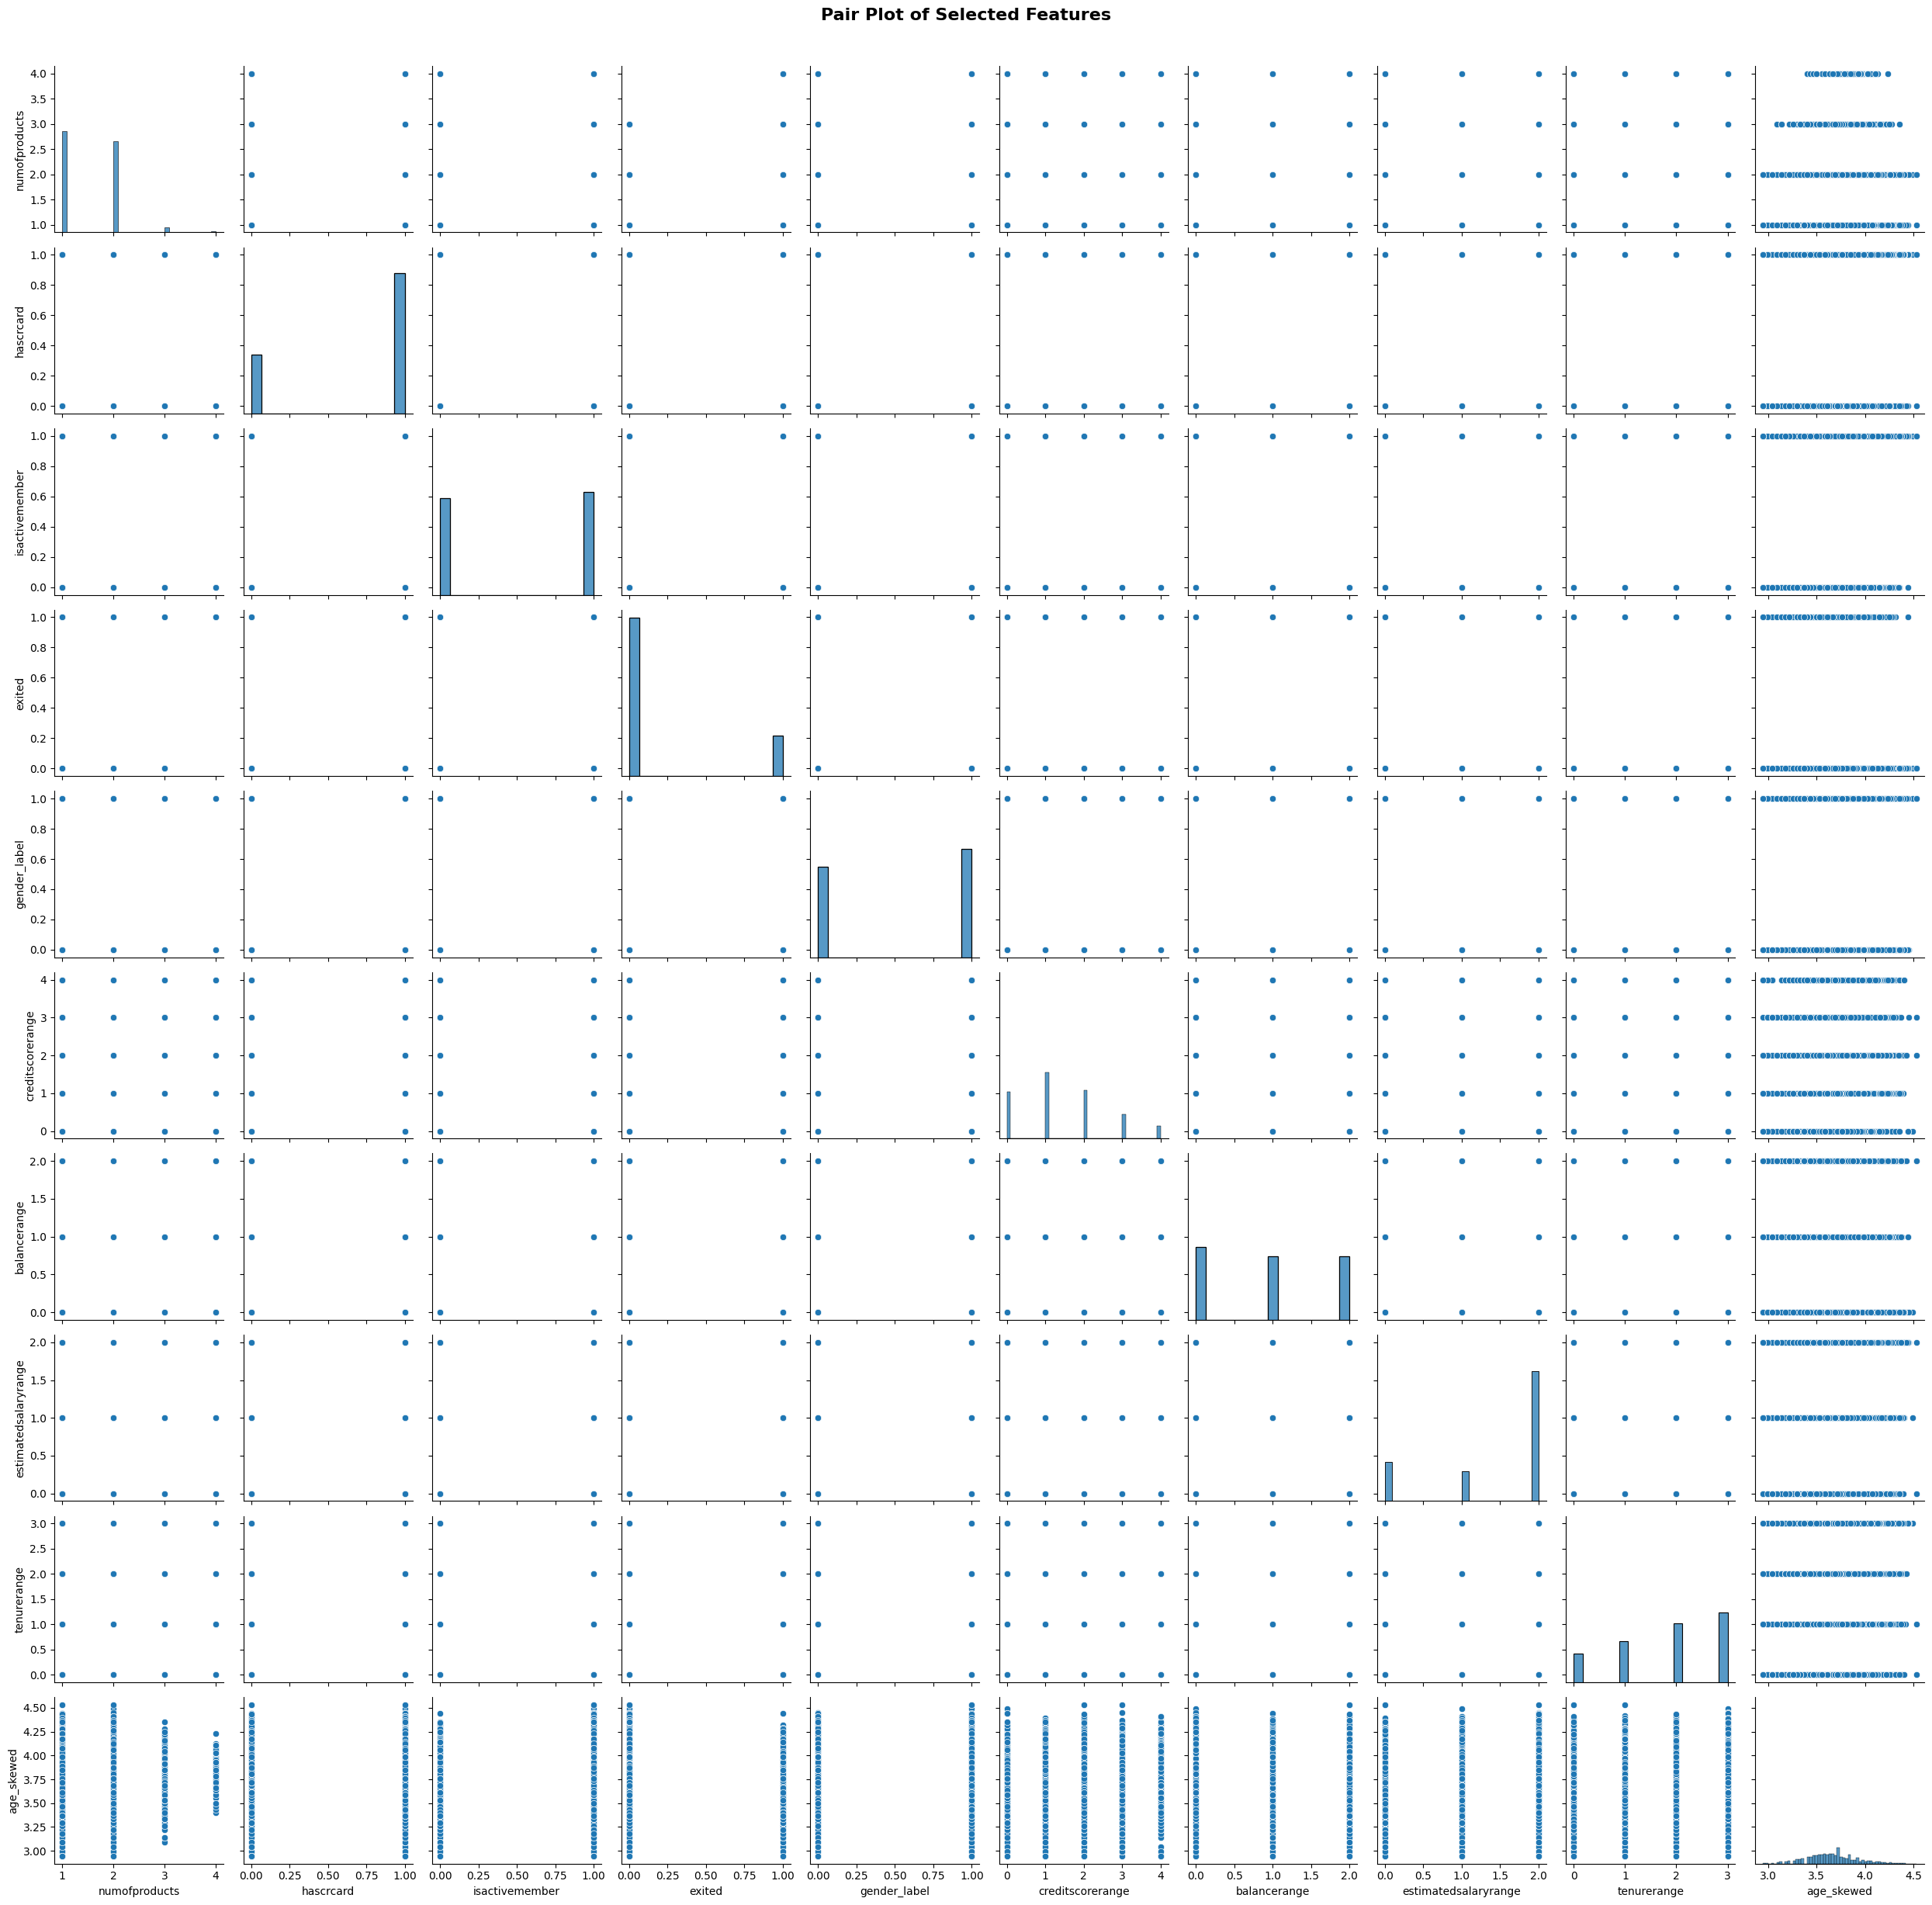 Pair Plot of Selected Features
4.0
3.5
3.0
2.5
2.0
1.5
1.0
numofproducts
1.0
0.8
0.6
0.4
0.2
0.0
hascrcard
1.0
0.8
0.6
0.4
0.2
0.0
isactivemember
1.0
0.8
0.6
0.4
0.2
0.0
exited
1.0
0.8
0.6
0.4
0.2
0.0
gender_label
4
3
2
1
0
creditscorerange
2.0
1.5
1.0
0.5
0.0
balancerange
2.0
1.5
1.0
0.5
0.0
estimatedsalaryrange
3.0
2.5
2.0
1.5
1.0
0.5
0.0
tenurerange
4.50
4.25
4.00
3.75
3.50
3.25
3.00
age_skewed
1 2 3 4
numofproducts
0.00 0.25 0.50 0.75 1.00
hascrcard
0.00 0.25 0.50 0.75 1.00
isactivemember
0.00 0.25 0.50 0.75 1.00
exited
0.00 0.25 0.50 0.75 1.00
gender_label
0 1 2 3 4
creditscorerange
0.0 0.5 1.0 1.5 2.0
balancerange
0.0 0.5 1.0 1.5 2.0
estimatedsalaryrange
0 1 2 3
tenurerange
3.0 3.5 4.0 4.5
age_skewed